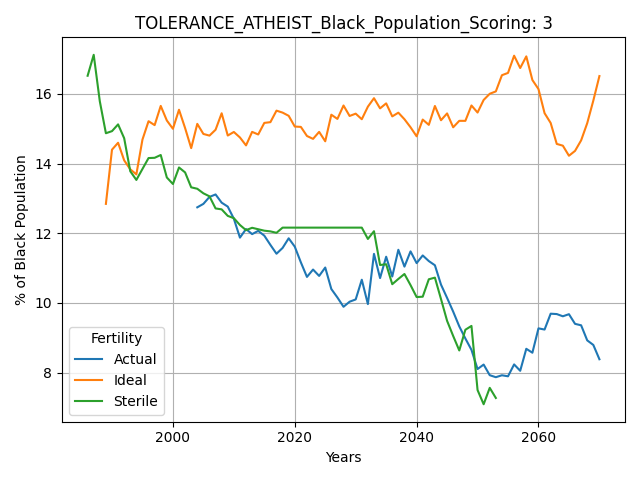 TOLERANCE_ATHEIST_Black_Population_Scoring: 3
% of Black Population
16
14
12
10
8
Fertility
Actual
Ideal
Sterile
2000
2020
2040
2060
Years